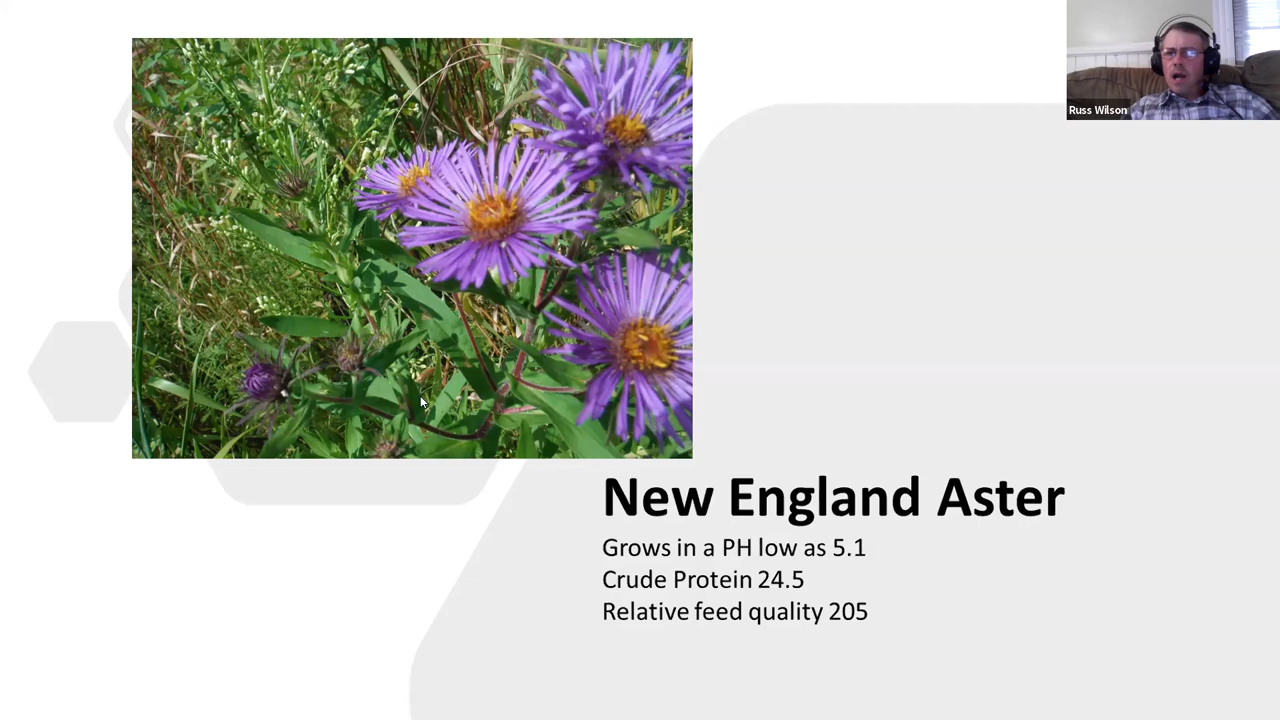 Russ Wilson
New England Aster
Grows in a PH low as 5.1
Crude Protein 24.5
Relative feed quality 205